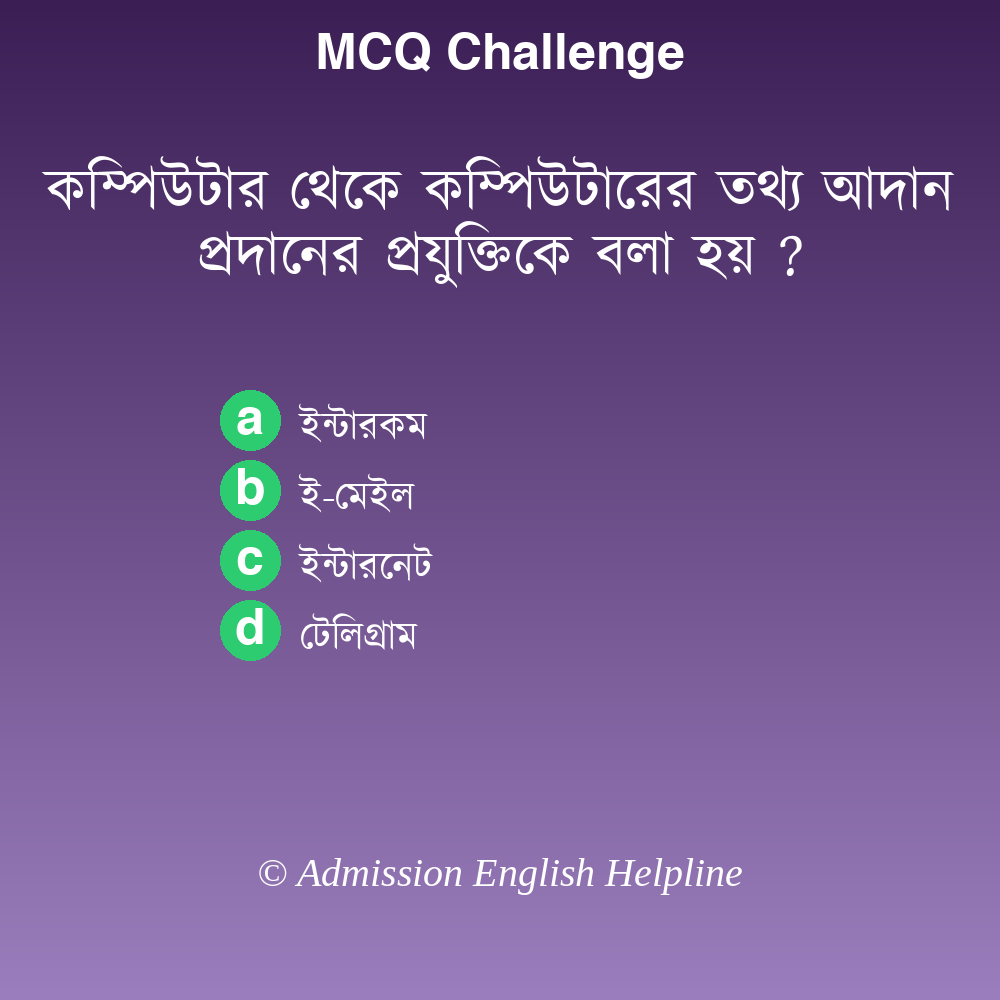 MCQ Challenge
কম্পিউটার থেকে কম্পিউটারের তথ্য আদান
প্রদানের প্রযুক্তিকে বলা হয় ?
a ইন্টারকম
b ই-মেইল
c ইন্টারনেট
d টেলিগ্রাম
© Admission English Helpline